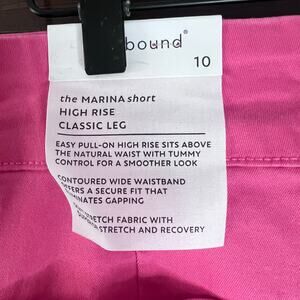 bound®
10
the MARINA short
HIGH RISE
CLASSIC LEG
EASY PULL-ON HIGH RISE SITS ABOVE
THE NATURAL WAIST WITH TUMMY
CONTROL FOR A SMOOTHER LOOK
CONTOURED WIDE WAISTBAND
OFFERS A SECURE FIT THAT
ELIMINATES GAPPING
STRETCH FABRIC WITH
STRETCH AND RECOVERY